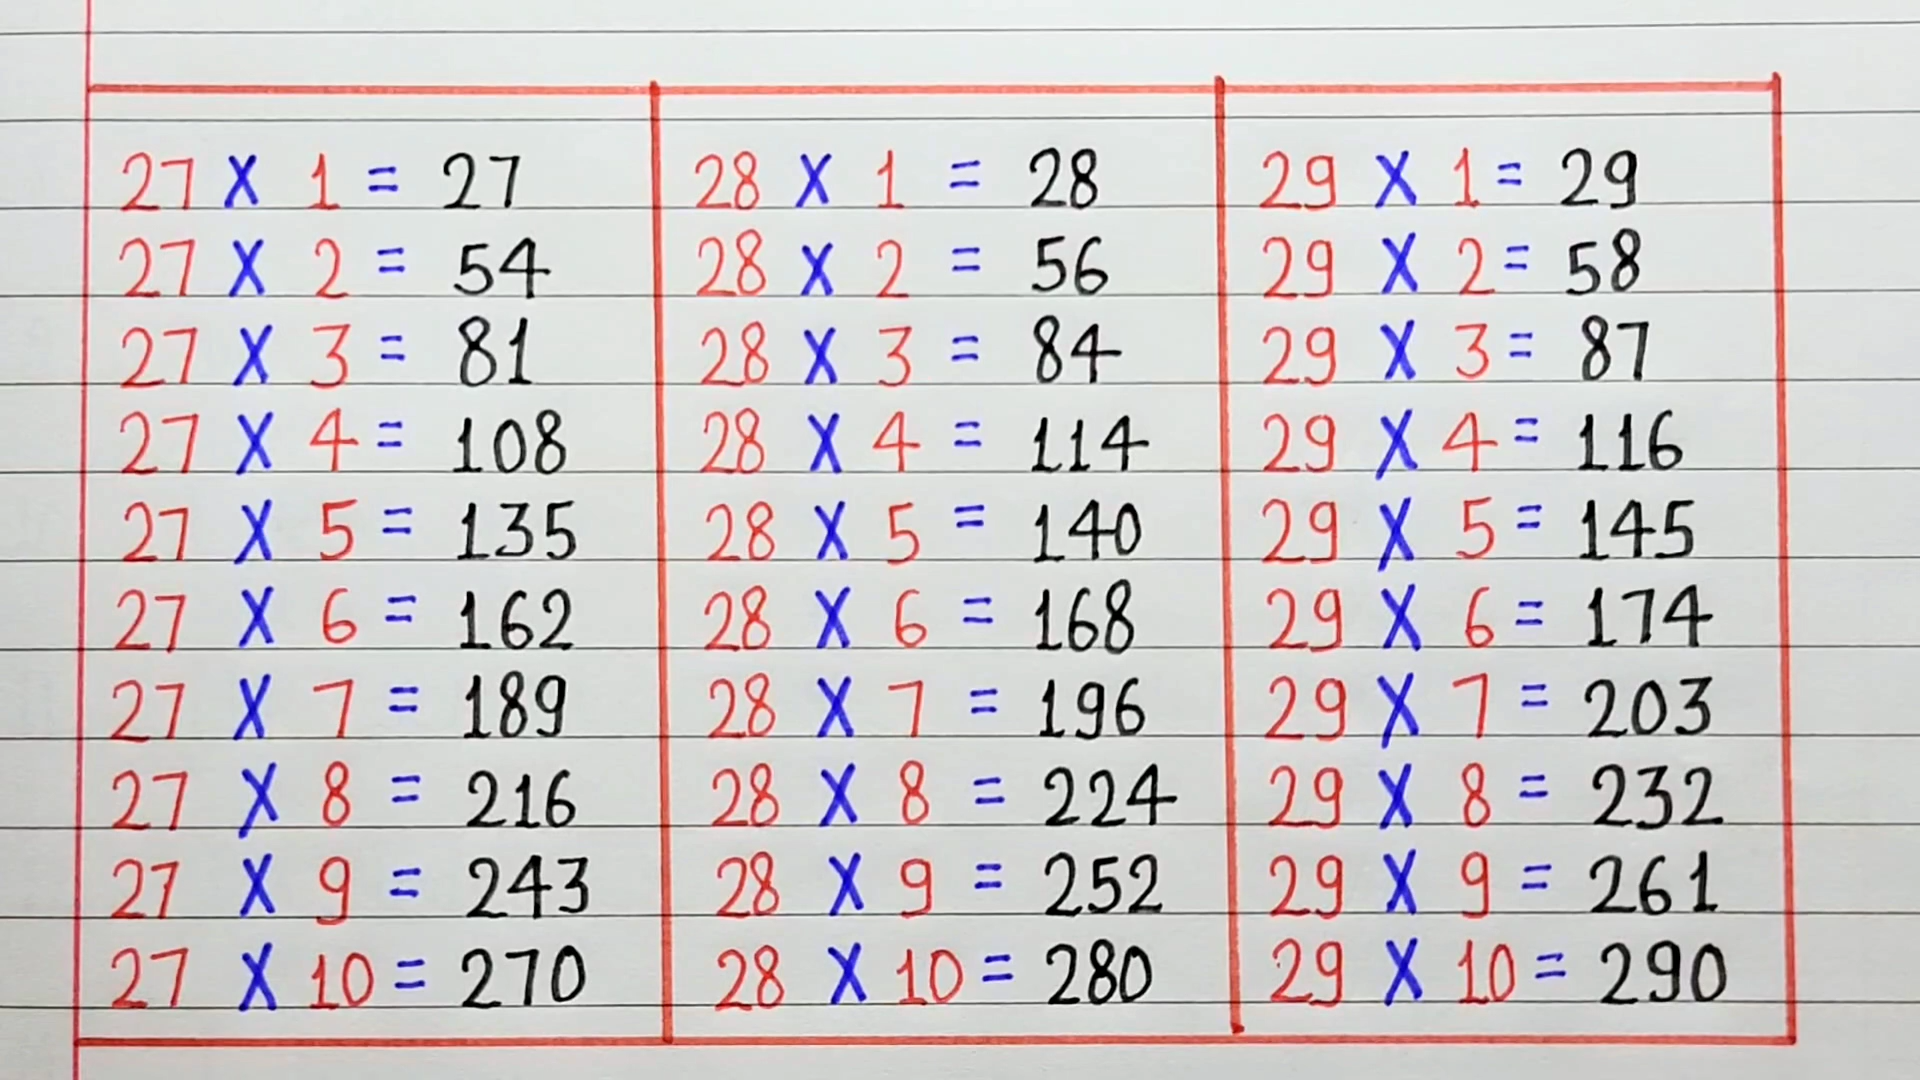 27 X 1 = 27
27 X 2 = 54
27 X 3 = 81
27 X 4 = 108
27 X 5 = 135
27 X 6 = 162
27 X 7 = 189
27 X 8 = 216
27 X 9 = 243
27 X 10 = 270
28 X 1 = 28
28 X 2 = 56
28 X 3 = 84
28 X 4 = 114
28 X 5 = 140
28 X 6 = 168
28 X 7 = 196
28 X 8 = 224
28 X 9 = 252
28 X 10 = 280
29 X 1 = 29
29 X 2 = 58
29 X 3 = 87
29 X 4 = 116
29 X 5 = 145
29 X 6 = 174
29 X 7 = 203
29 X 8 = 232
29 X 9 = 261
29 X 10 = 290